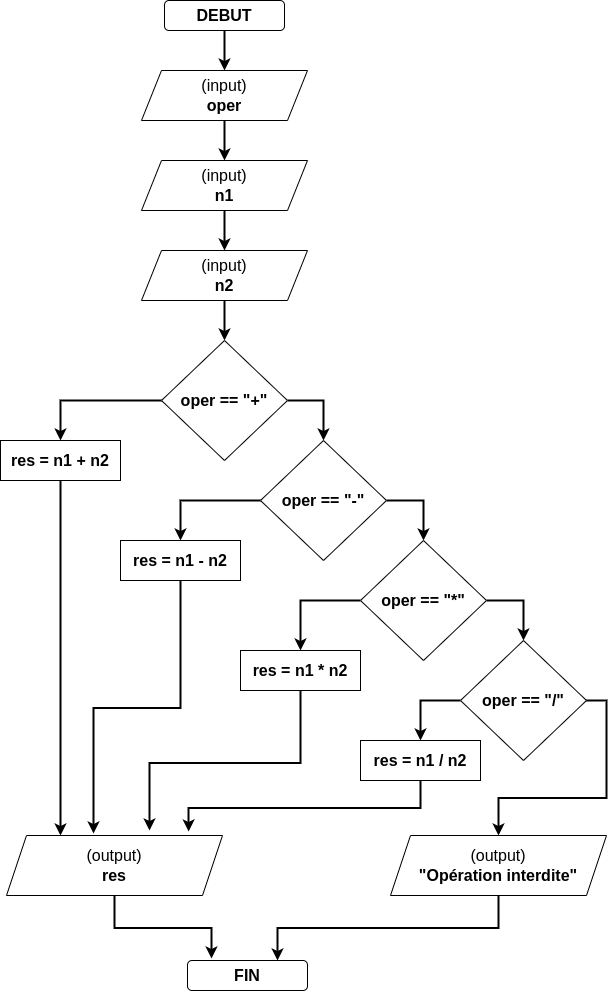 DEBUT
(input)
oper
(input)
n1
(input)
n2
oper == "+"
res = n1 + n2
oper == "-"
res = n1 - n2
oper == "*"
res = n1 * n2
oper == "/"
res = n1 / n2
(output)
res
(output)
"Opération interdite"
FIN